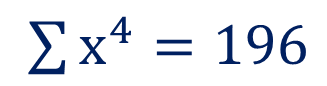 ∑ x⁴ = 196